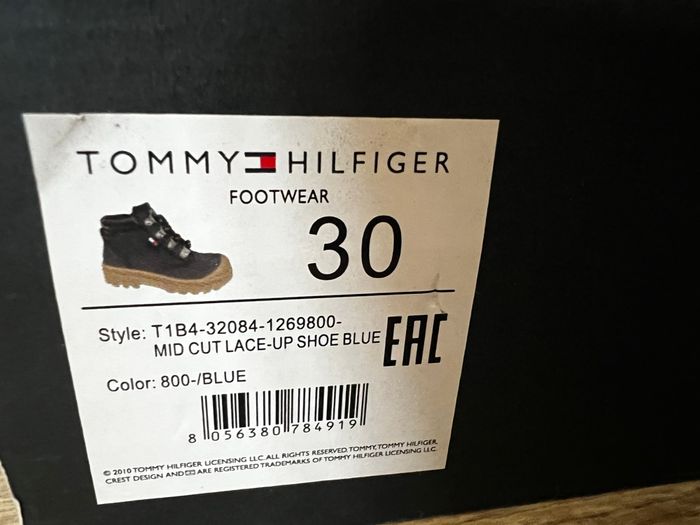 TOMMY HILFIGER
FOOTWEAR
30
Style: T1B4-32084-1269800-
MID CUT LACE-UP SHOE BLUE
EAC
Color: 800-/BLUE
8 056380 784919
© 2010 TOMMY HILFIGER LICENSING LLC. ALL RIGHTS RESERVED. TOMMY, TOMMY HILFIGER,
CREST DESIGN AND ARE REGISTERED TRADEMARKS OF TOMMY HILFIGER LICENSING LLC.